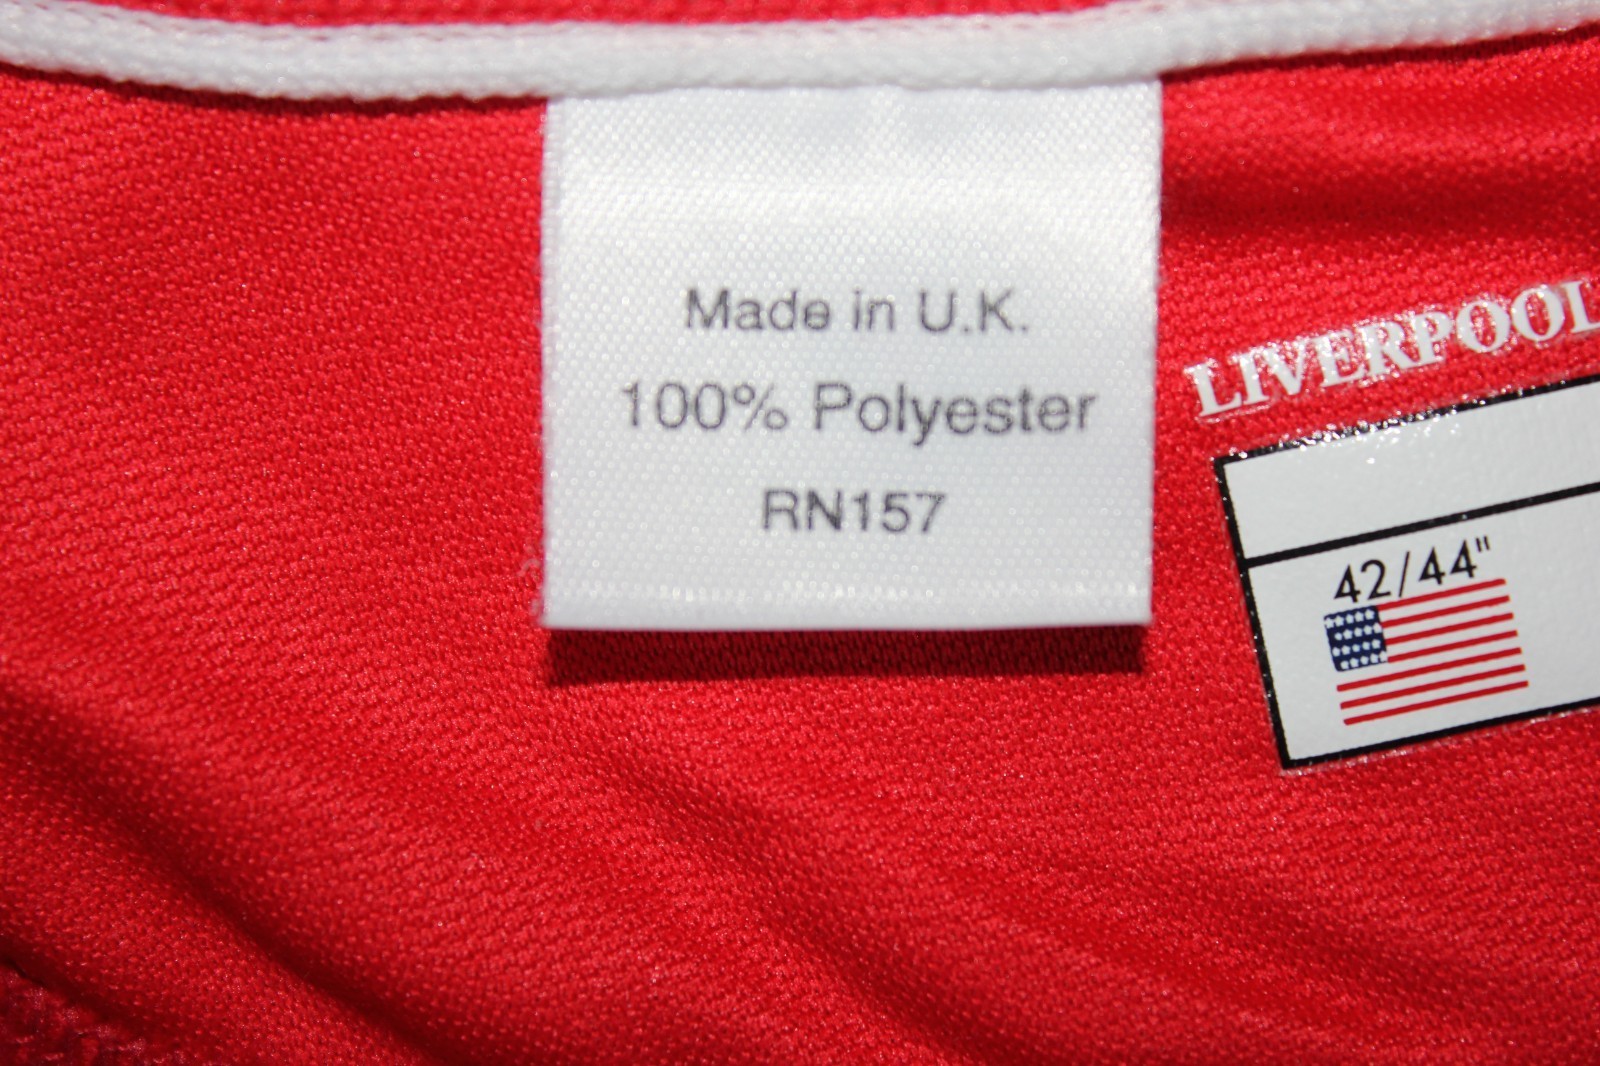 Made in U.K.
100% Polyester
RN157
LIVERPOOL
42/44"